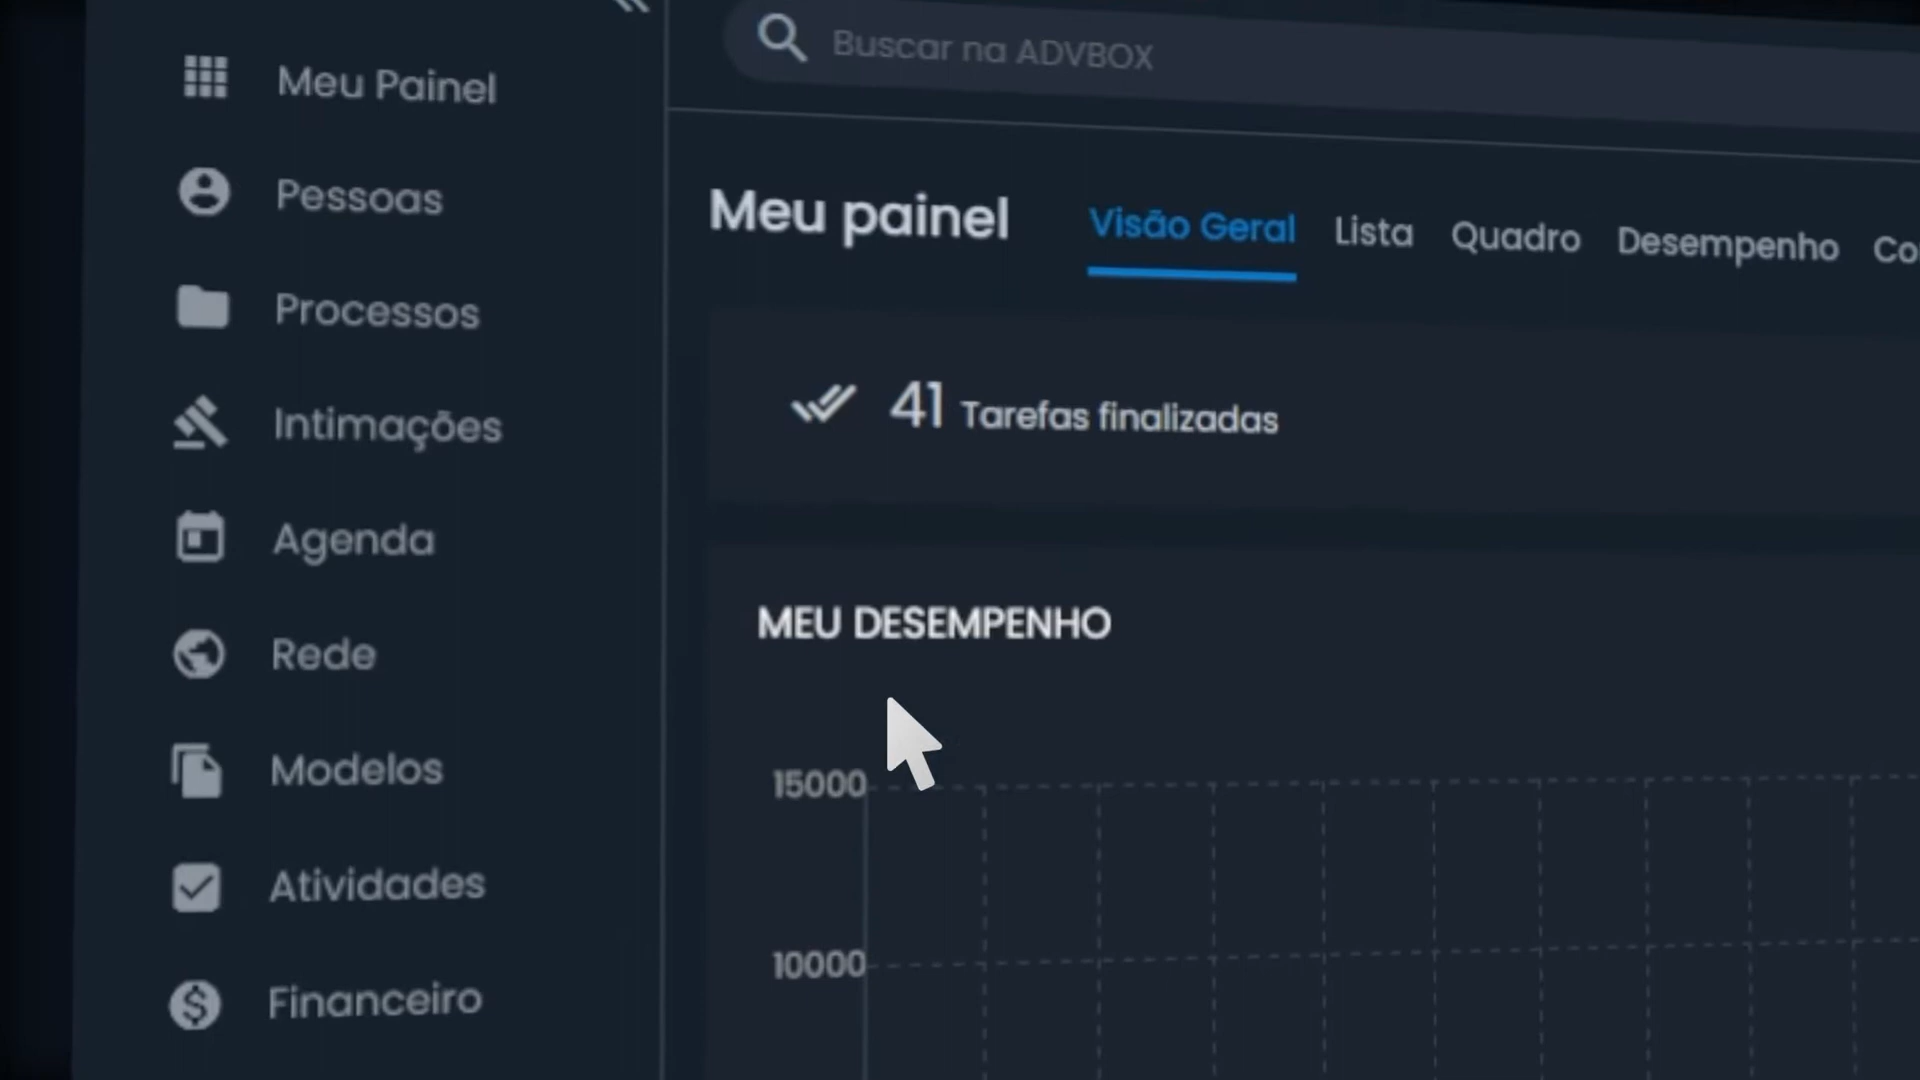 Meu Painel
Pessoas
Processos
Intimações
Agenda
Rede
Modelos
Atividades
Financeiro
Buscar na ADVBOX
Meu painel
Visão Geral
Lista
Quadro
Desempenho
Co
41 Tarefas finalizadas
MEU DESEMPENHO
15000
10000